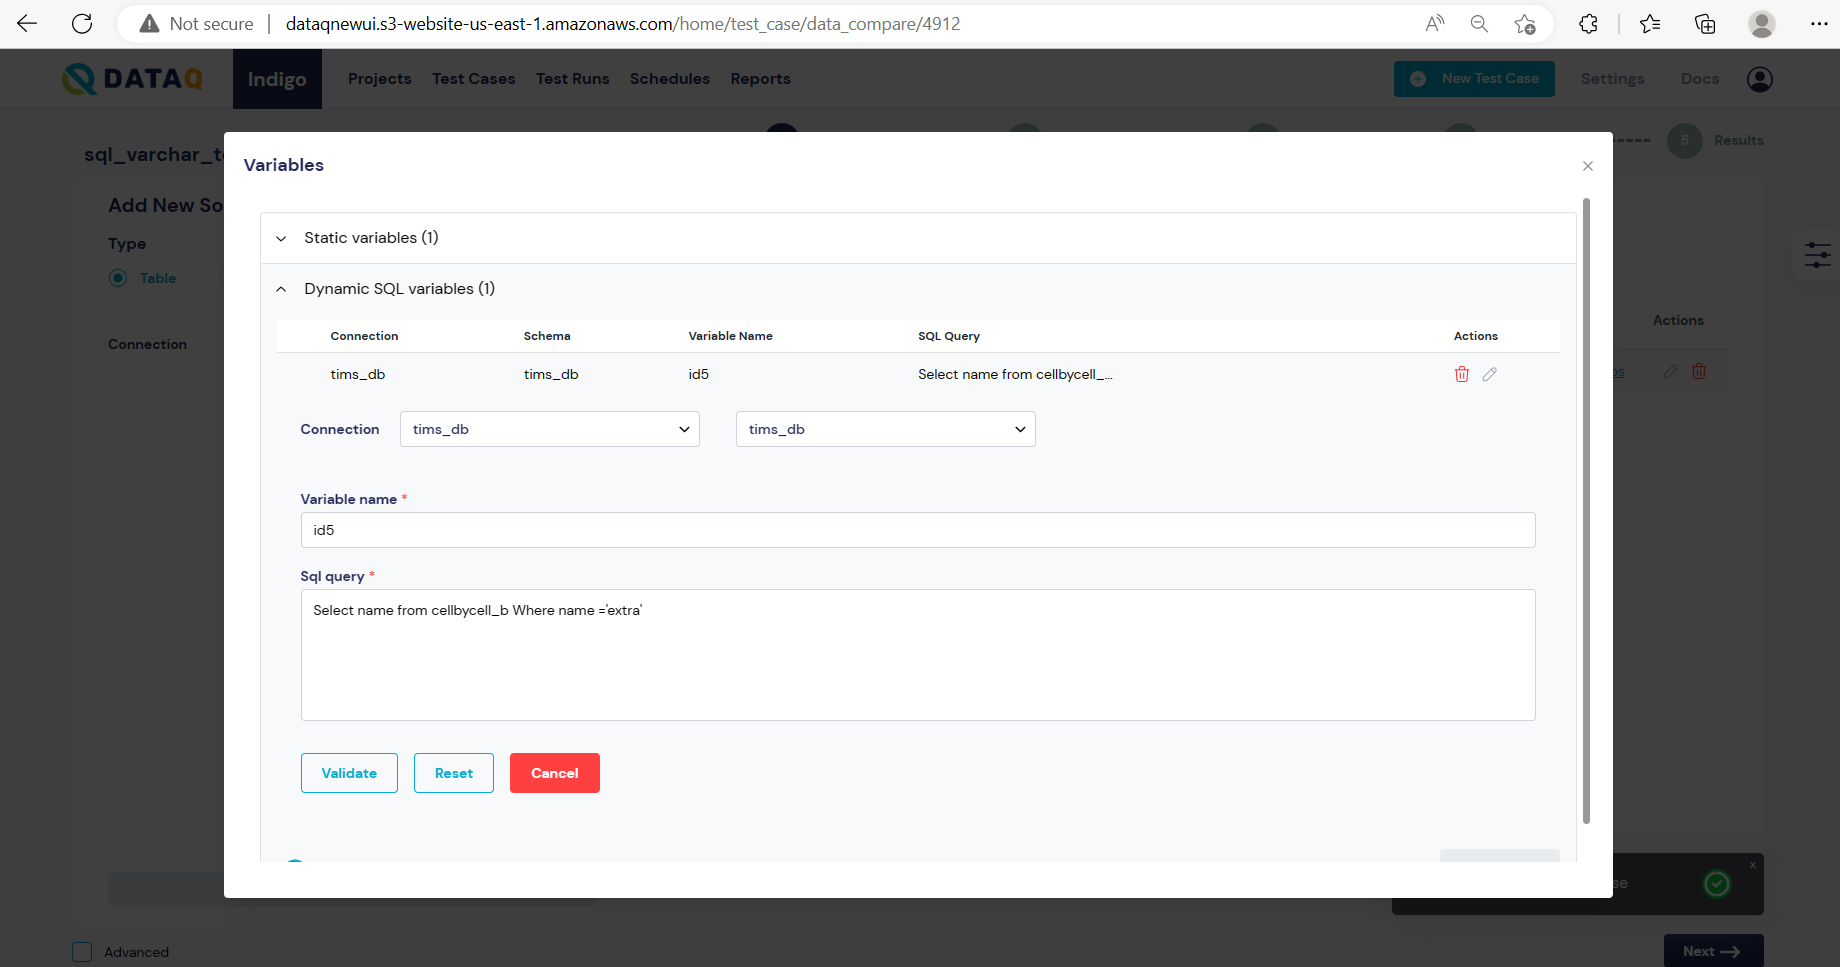 Not secure | dataqnewui.s3-website-us-east-1.amazonaws.com/home/test_case/data_compare/4912
DATAQ Indigo Projects Test Cases Test Runs Schedules Reports New Test Case Settings Docs
sql_varchar_t
5 Results
Variables
Add New So
Type
Table
Connection
Actions
Static variables (1)
Dynamic SQL variables (1)
Connection Schema Variable Name SQL Query Actions
tims_db tims_db id5 Select name from cellbycell_...
Connection tims_db tims_db
Variable name *
id5
Sql query *
Select name from cellbycell_b Where name ='extra'
Validate Reset Cancel
se x
Advanced
Next